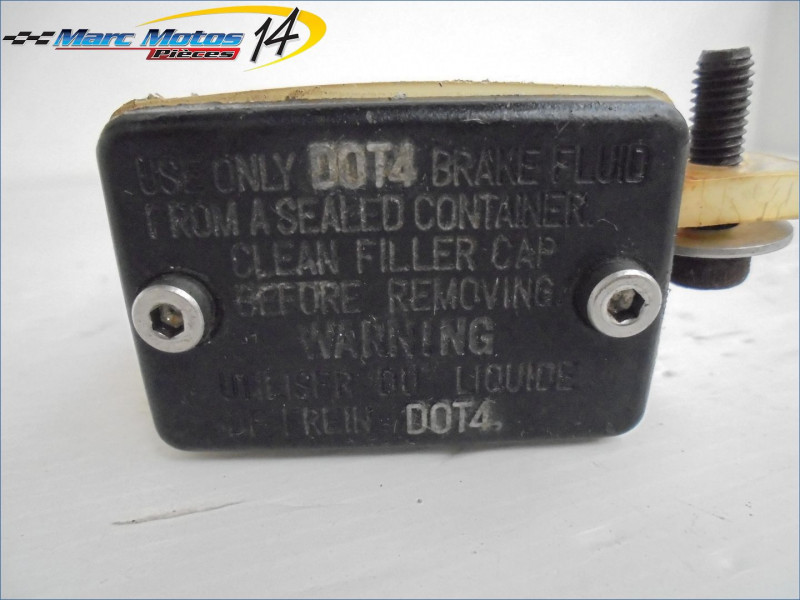 Marc Motos 14
Pièces
USE ONLY DOT4 BRAKE FLUID
FROM A SEALED CONTAINER.
CLEAN FILLER CAP
BEFORE REMOVING.
WARNING
UTILISER DU LIQUIDE
DE FREIN DOT4.